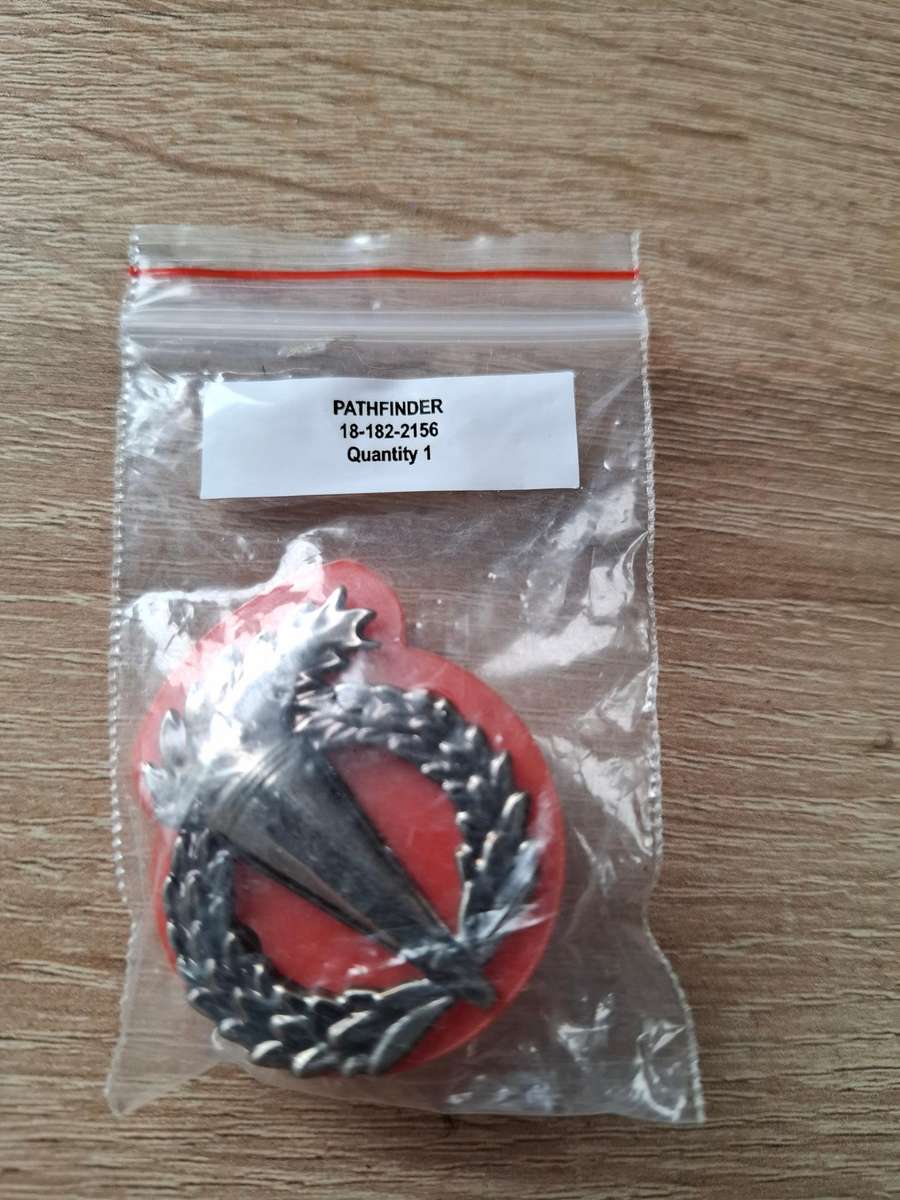 PATHFINDER
18-182-2156
Quantity 1